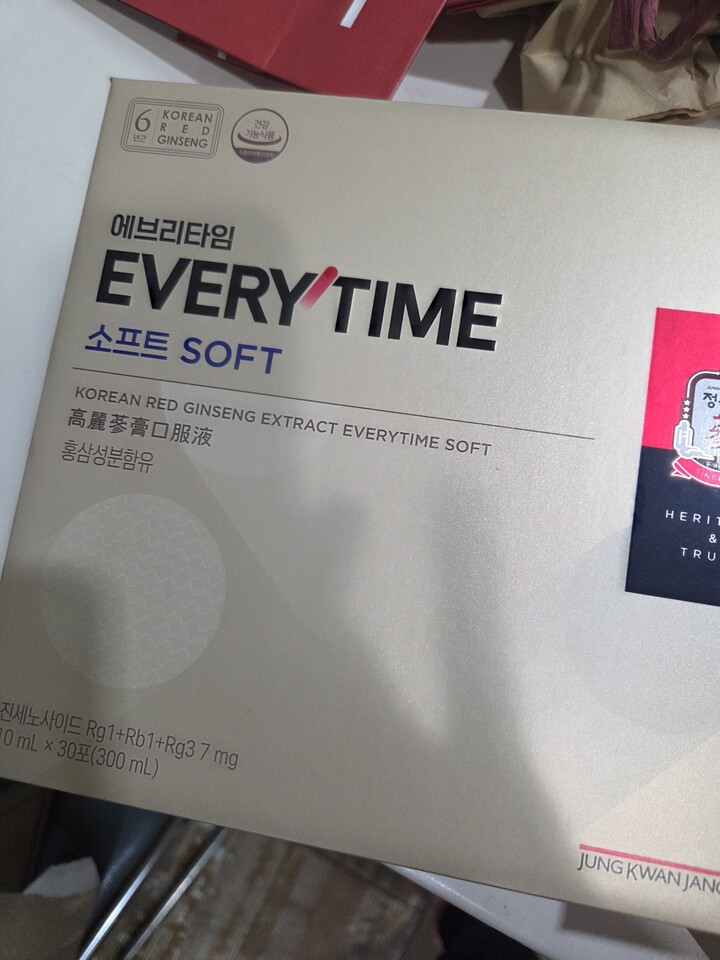 6
년근
KOREAN
RED
GINSENG
건강
기능식품
에브리타임
EVERY TIME
소프트 SOFT
KOREAN RED GINSENG EXTRACT EVERYTIME SOFT
高麗蔘膏口服液
홍삼성분함유
HERIT
&
TRU
진세노사이드 Rg1+Rb1+Rg3 7 mg
10 mL × 30포(300 mL)
JUNG KWAN JANG